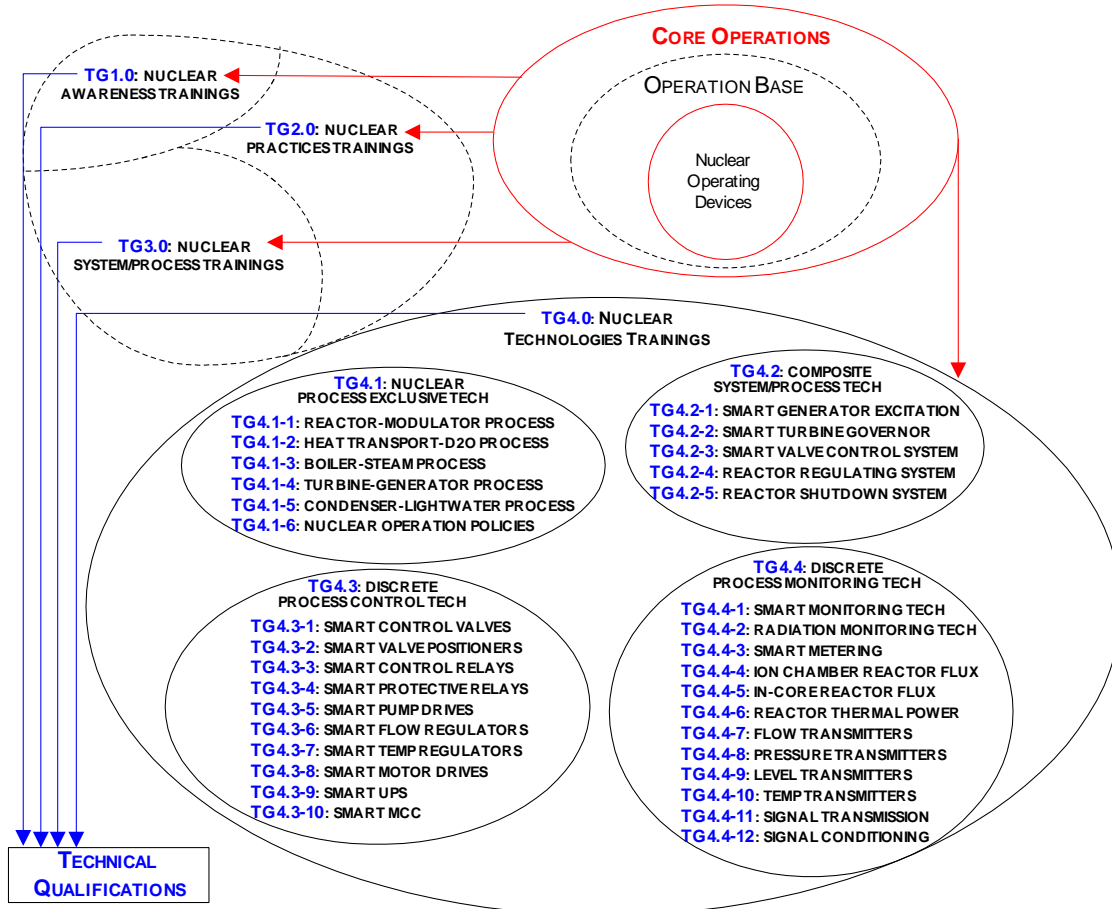 CORE OPERATIONS
OPERATION BASE
Nuclear
Operating
Devices
TG1.0: NUCLEAR
AWARENESS TRAININGS
TG2.0: NUCLEAR
PRACTICES TRAININGS
TG3.0: NUCLEAR
SYSTEM/PROCESS TRAININGS
TG4.0: NUCLEAR
TECHNOLOGIES TRAININGS
TG4.1: NUCLEAR
PROCESS EXCLUSIVE TECH
TG4.1-1: REACTOR-MODULATOR PROCESS
TG4.1-2: HEAT TRANSPORT-D2O PROCESS
TG4.1-3: BOILER-STEAM PROCESS
TG4.1-4: TURBINE-GENERATOR PROCESS
TG4.1-5: CONDENSER-LIGHTWATER PROCESS
TG4.1-6: NUCLEAR OPERATION POLICIES
TG4.2: COMPOSITE
SYSTEM/PROCESS TECH
TG4.2-1: SMART GENERATOR EXCITATION
TG4.2-2: SMART TURBINE GOVERNOR
TG4.2-3: SMART VALVE CONTROL SYSTEM
TG4.2-4: REACTOR REGULATING SYSTEM
TG4.2-5: REACTOR SHUTDOWN SYSTEM
TG4.3: DISCRETE
PROCESS CONTROL TECH
TG4.3-1: SMART CONTROL VALVES
TG4.3-2: SMART VALVE POSITIONERS
TG4.3-3: SMART CONTROL RELAYS
TG4.3-4: SMART PROTECTIVE RELAYS
TG4.3-5: SMART PUMP DRIVES
TG4.3-6: SMART FLOW REGULATORS
TG4.3-7: SMART TEMP REGULATORS
TG4.3-8: SMART MOTOR DRIVES
TG4.3-9: SMART UPS
TG4.3-10: SMART MCC
TG4.4: DISCRETE
PROCESS MONITORING TECH
TG4.4-1: SMART MONITORING TECH
TG4.4-2: RADIATION MONITORING TECH
TG4.4-3: SMART METERING
TG4.4-4: ION CHAMBER REACTOR FLUX
TG4.4-5: IN-CORE REACTOR FLUX
TG4.4-6: REACTOR THERMAL POWER
TG4.4-7: FLOW TRANSMITTERS
TG4.4-8: PRESSURE TRANSMITTERS
TG4.4-9: LEVEL TRANSMITTERS
TG4.4-10: TEMP TRANSMITTERS
TG4.4-11: SIGNAL TRANSMISSION
TG4.4-12: SIGNAL CONDITIONING
TECHNICAL
QUALIFICATIONS